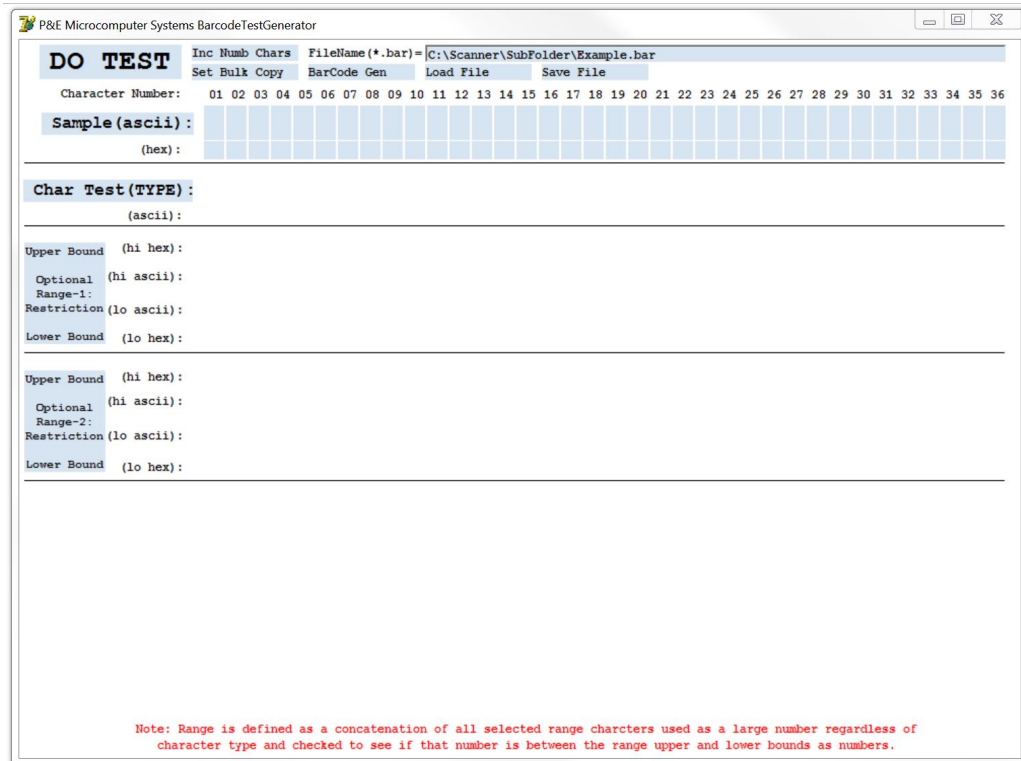 P&E Microcomputer Systems BarcodeTestGenerator
DO TEST
Inc Numb Chars FileName(*.bar)= C:\Scanner\SubFolder\Example.bar
Set Bulk Copy BarCode Gen Load File Save File
Character Number: 01 02 03 04 05 06 07 08 09 10 11 12 13 14 15 16 17 18 19 20 21 22 23 24 25 26 27 28 29 30 31 32 33 34 35 36
Sample(ascii):
(hex):
Char Test(TYPE):
(ascii):
Upper Bound (hi hex):
Optional (hi ascii):
Range-1:
Restriction (lo ascii):
Lower Bound (lo hex):
Upper Bound (hi hex):
Optional (hi ascii):
Range-2:
Restriction (lo ascii):
Lower Bound (lo hex):
Note: Range is defined as a concatenation of all selected range charcters used as a large number regardless of
character type and checked to see if that number is between the range upper and lower bounds as numbers.